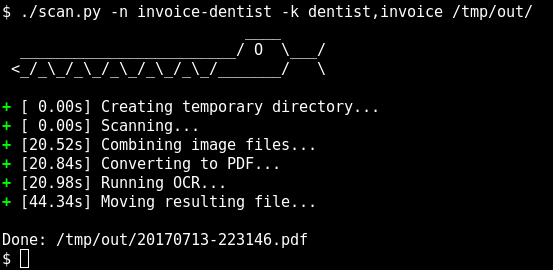 $ ./scan.py -n invoice-dentist -k dentist,invoice /tmp/out/
                           ____
  ________________________/ O  \___/
 <_/_\_/_\_/_\_/_\_/_\_/_______/   \
+ [ 0.00s] Creating temporary directory...
+ [ 0.00s] Scanning...
+ [20.52s] Combining image files...
+ [20.84s] Converting to PDF...
+ [20.98s] Running OCR...
+ [44.34s] Moving resulting file...
Done: /tmp/out/20170713-223146.pdf
$